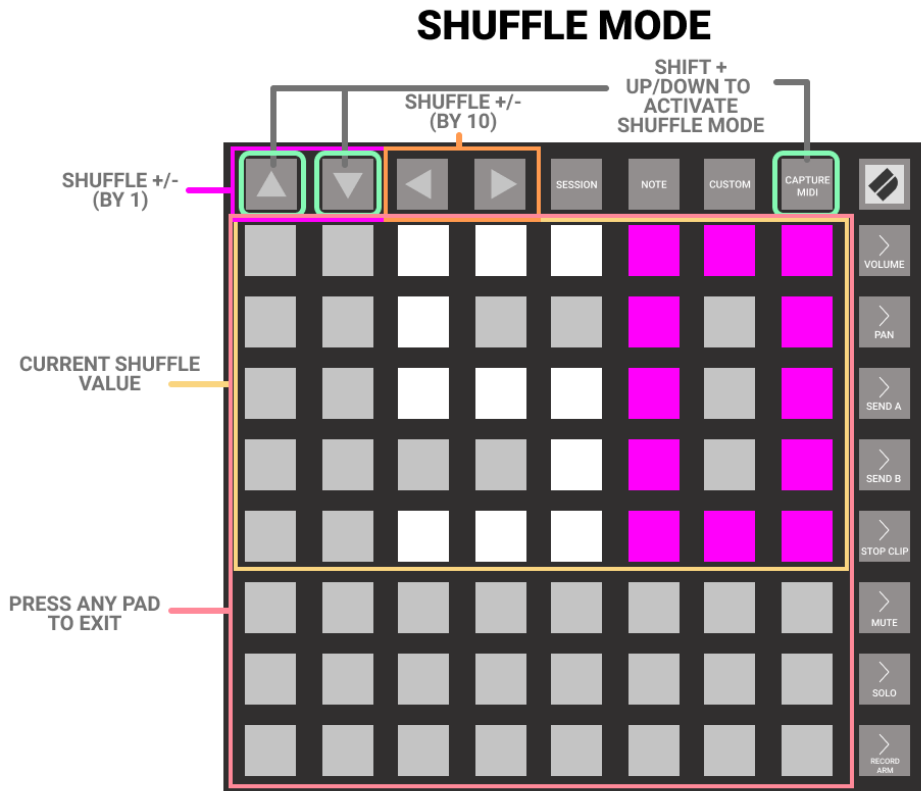 SHUFFLE MODE
SHIFT +
UP/DOWN TO
ACTIVATE
SHUFFLE MODE
SHUFFLE +/-
(BY 10)
SHUFFLE +/-
(BY 1)
SESSION
NOTE
CUSTOM
CAPTURE
MIDI
VOLUME
PAN
CURRENT SHUFFLE
VALUE
SEND A
SEND B
STOP CLIP
PRESS ANY PAD
TO EXIT
MUTE
SOLO
RECORD
ARM
50